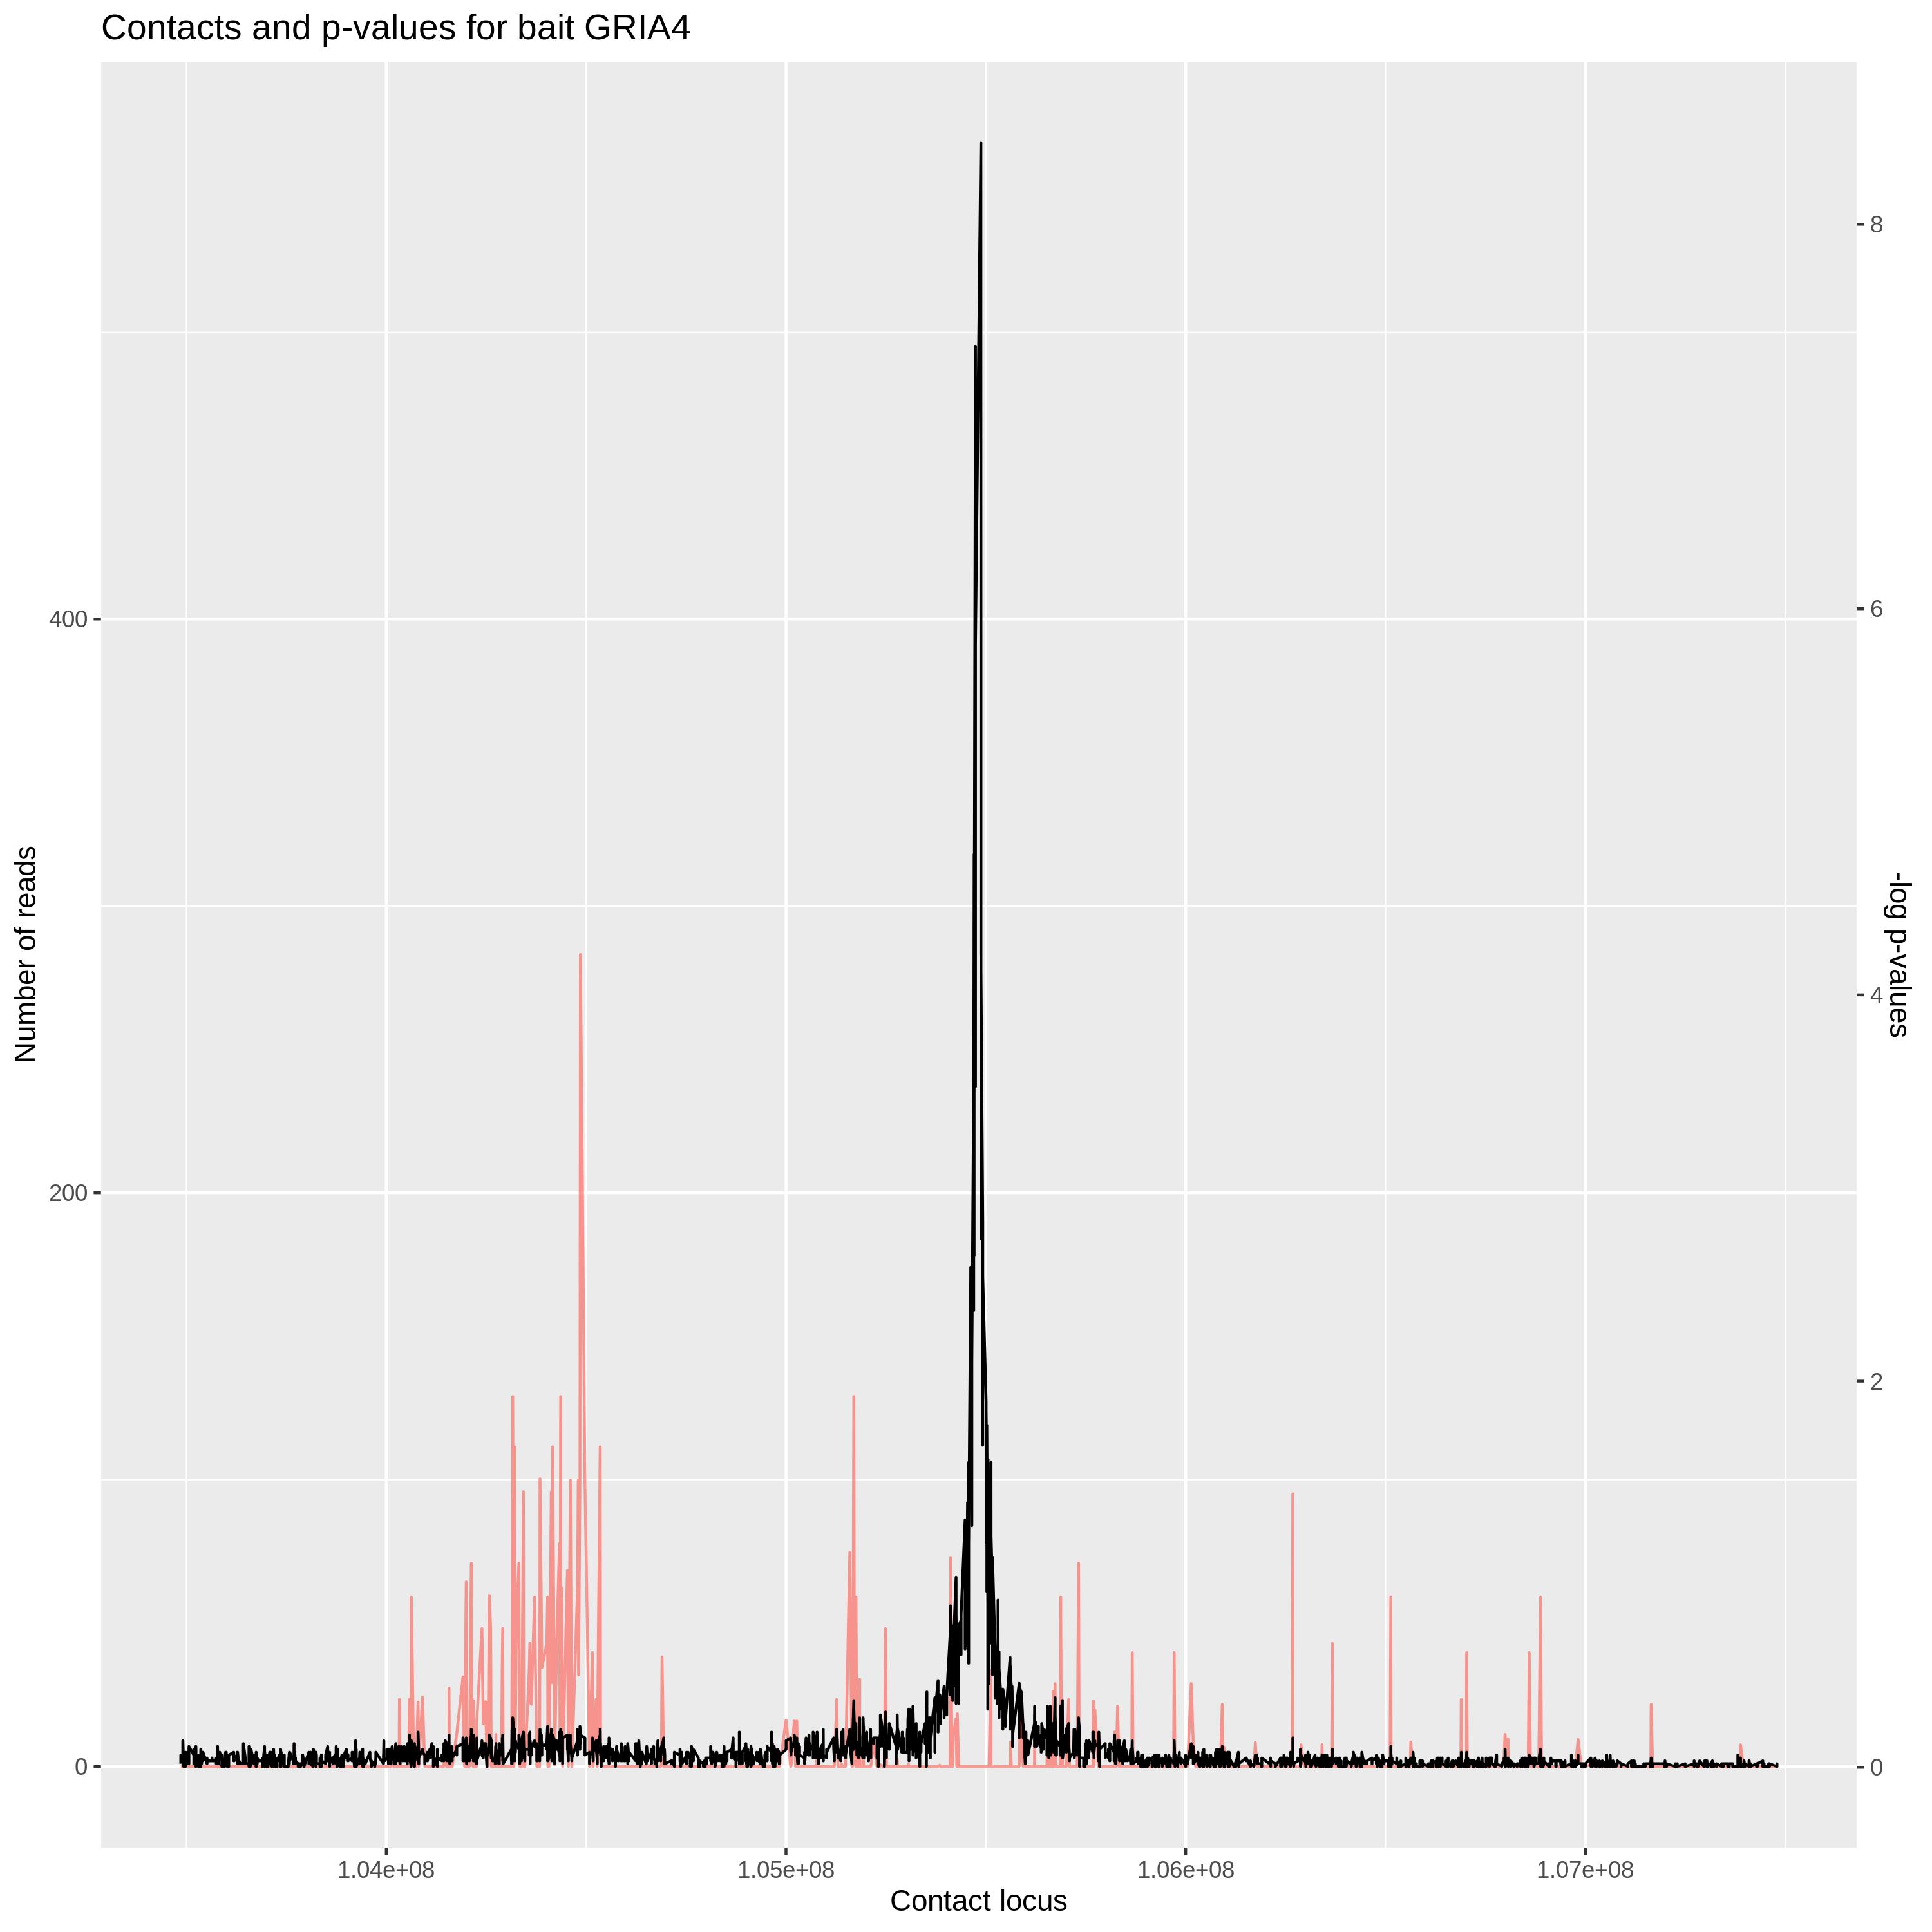 Contacts and p-values for bait GRIA4
Number of reads
400
200
0
8
6
4
2
0
-log p-values
1.04e+08
1.05e+08
1.06e+08
1.07e+08
Contact locus